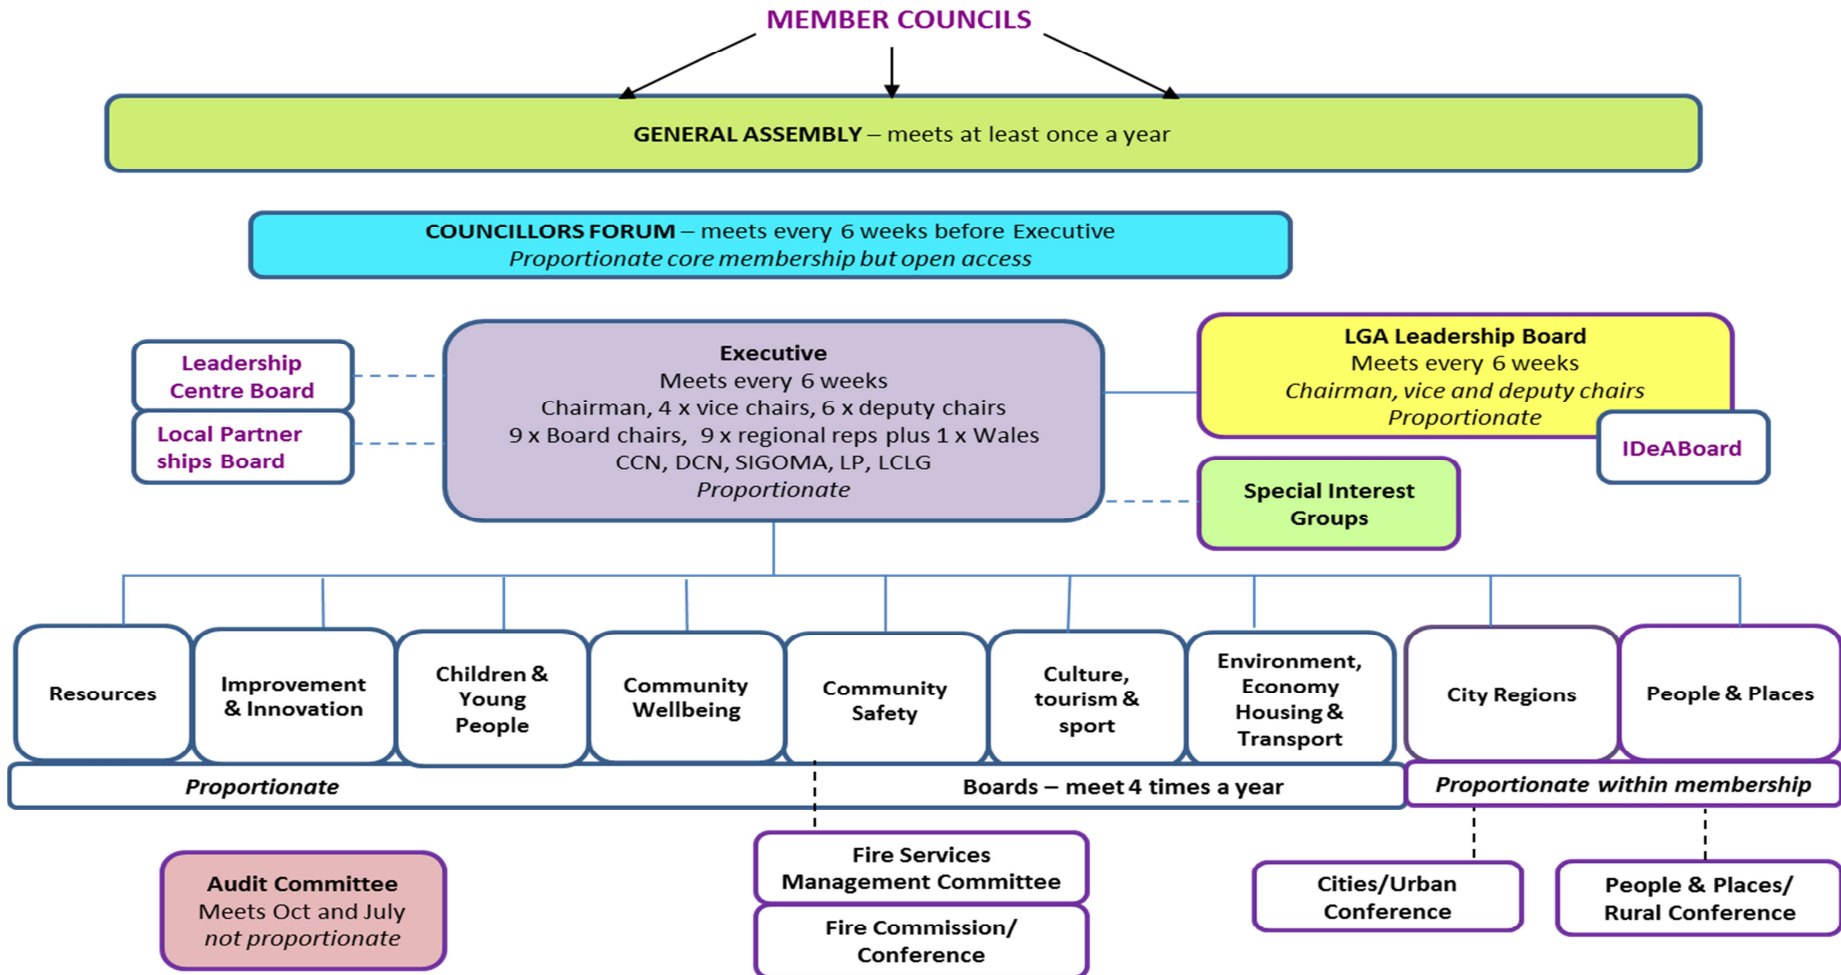 MEMBER COUNCILS
GENERAL ASSEMBLY – meets at least once a year
COUNCILLORS FORUM – meets every 6 weeks before Executive
Proportionate core membership but open access
Leadership
Centre Board
Local Partner
ships Board
Executive
Meets every 6 weeks
Chairman, 4 x vice chairs, 6 x deputy chairs
9 x Board chairs, 9 x regional reps plus 1 x Wales
CCN, DCN, SIGOMA, LP, LCLG
Proportionate
LGA Leadership Board
Meets every 6 weeks
Chairman, vice and deputy chairs
Proportionate
IDeABoard
Special Interest
Groups
Resources
Improvement
& Innovation
Children &
Young
People
Community
Wellbeing
Community
Safety
Culture,
tourism &
sport
Environment,
Economy
Housing &
Transport
City Regions
People & Places
Proportionate
Boards – meet 4 times a year
Proportionate within membership
Audit Committee
Meets Oct and July
not proportionate
Fire Services
Management Committee
Fire Commission/
Conference
Cities/Urban
Conference
People & Places/
Rural Conference